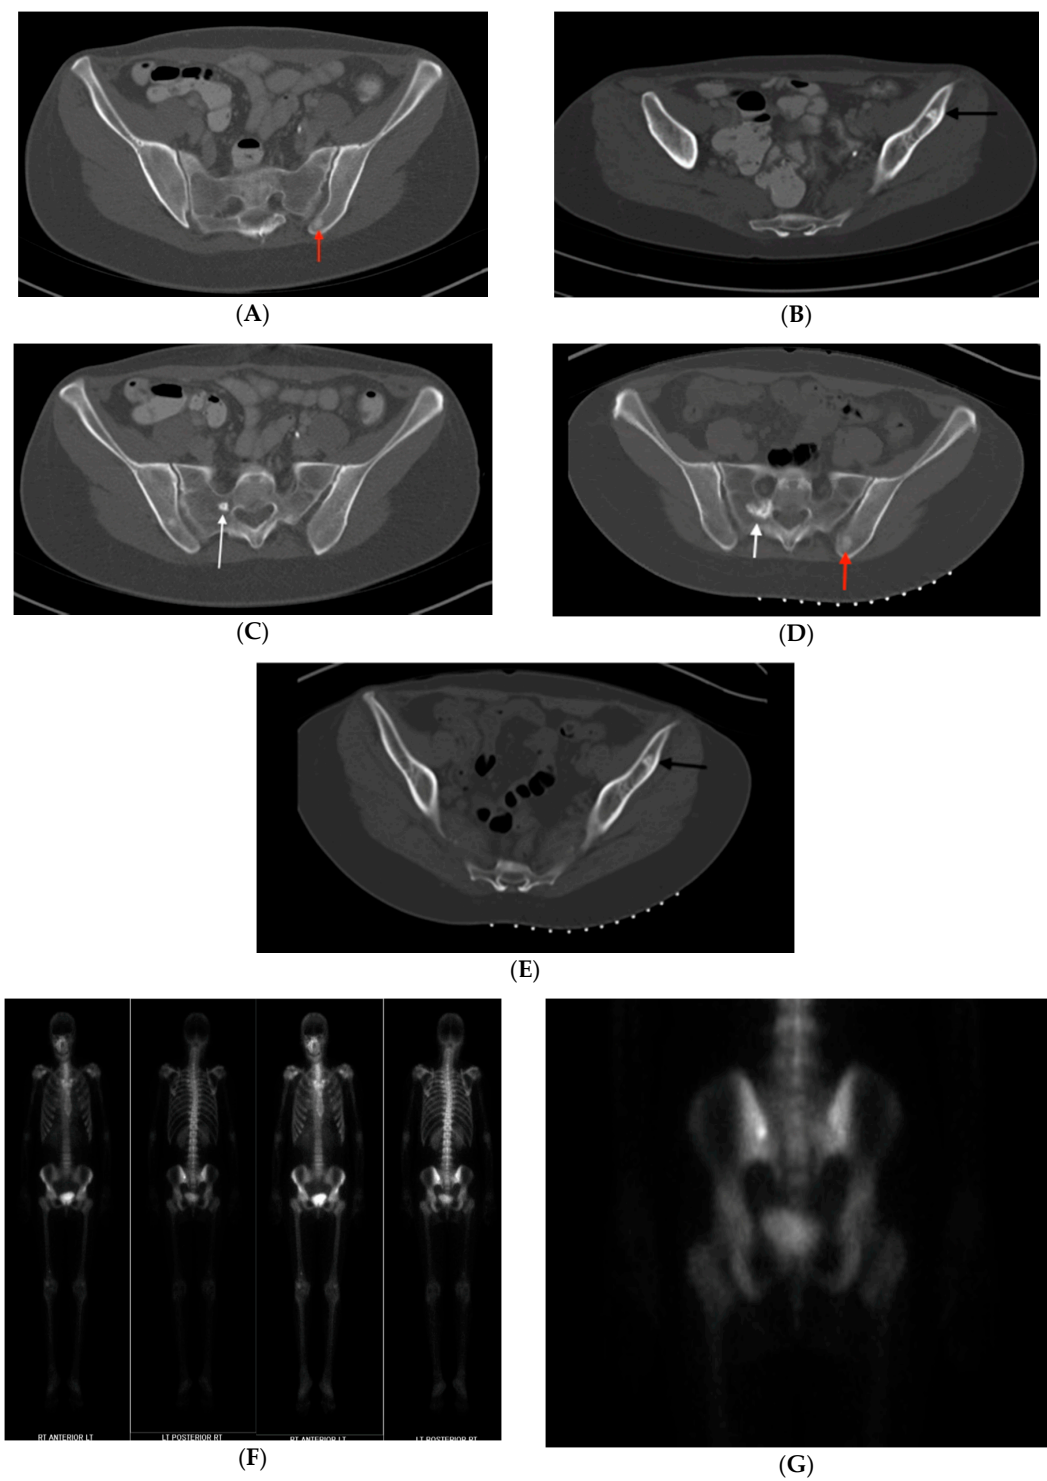 (A)
(B)
(C)
(D)
(E)
RT ANTERIOR LT
LT POSTERIOR RT
RT ANTERIOR LT
LT POSTERIOR RT
(F)
(G)